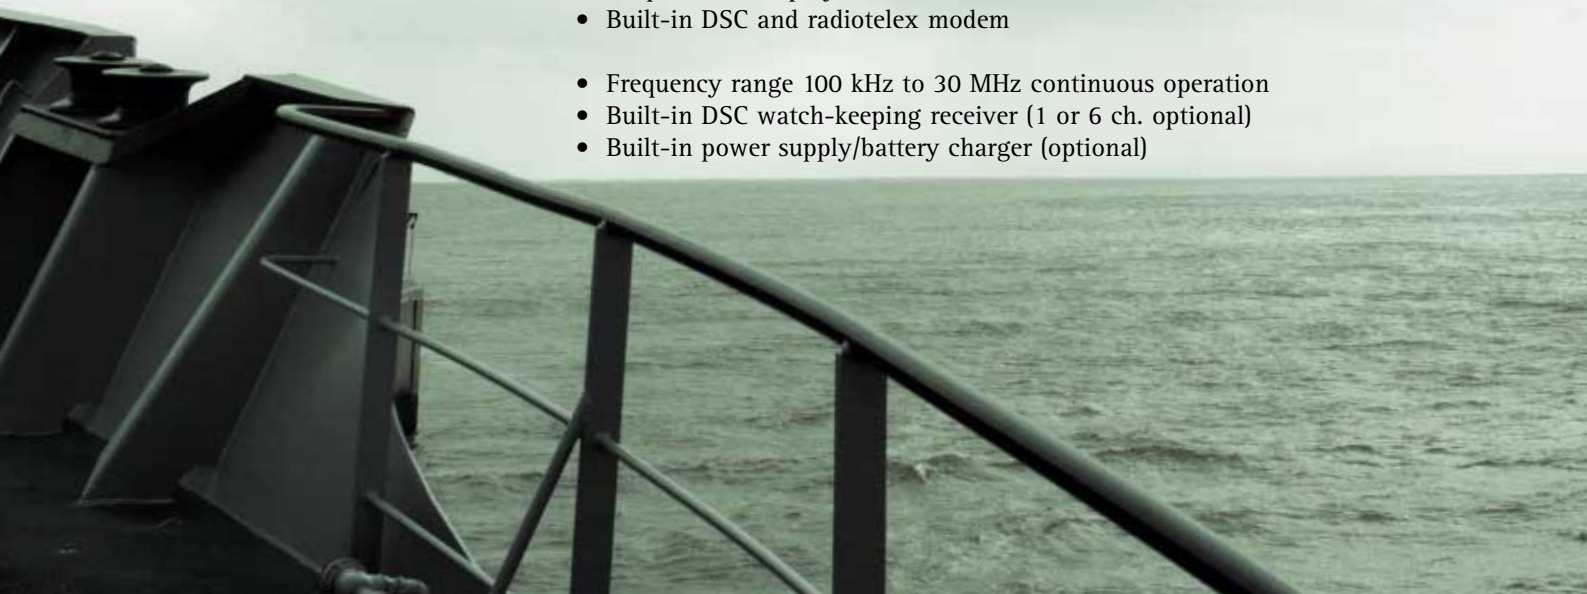 • Built-in DSC and radiotelex modem
• Frequency range 100 kHz to 30 MHz continuous operation
• Built-in DSC watch-keeping receiver (1 or 6 ch. optional)
• Built-in power supply/battery charger (optional)